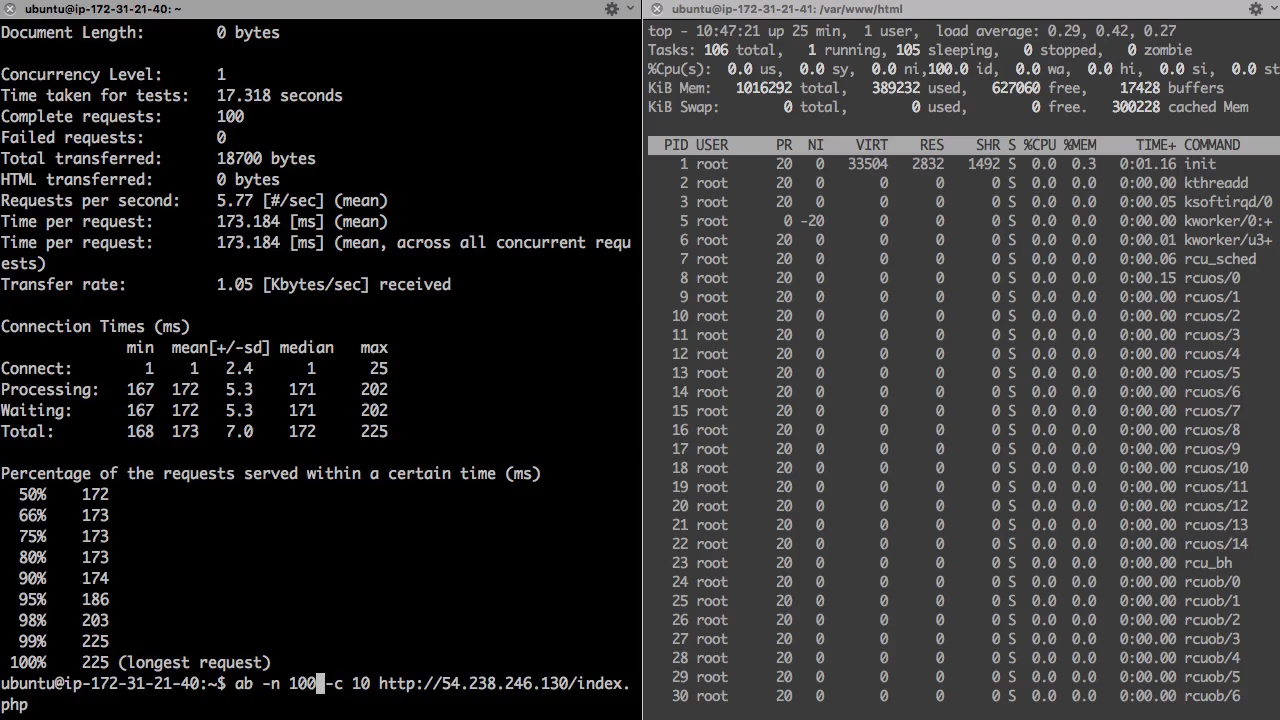 ubuntu@ip-172-31-21-40: ~
Document Length:        0 bytes
Concurrency Level:      1
Time taken for tests:   17.318 seconds
Complete requests:      100
Failed requests:        0
Total transferred:      18700 bytes
HTML transferred:       0 bytes
Requests per second:    5.77 [#/sec] (mean)
Time per request:       173.184 [ms] (mean)
Time per request:       173.184 [ms] (mean, across all concurrent requ
ests)
Transfer rate:          1.05 [Kbytes/sec] received
Connection Times (ms)
              min  mean[+/-sd] median   max
Connect:        1    1   2.4      1      25
Processing:   167  172   5.3    171     202
Waiting:      167  172   5.3    171     202
Total:        168  173   7.0    172     225
Percentage of the requests served within a certain time (ms)
  50%    172
  66%    173
  75%    173
  80%    173
  90%    174
  95%    186
  98%    203
  99%    225
 100%    225 (longest request)
ubuntu@ip-172-31-21-40:~$ ab -n 100 -c 10 http://54.238.246.130/index.
php
ubuntu@ip-172-31-21-41: /var/www/html
top - 10:47:21 up 25 min,  1 user,  load average: 0.29, 0.42, 0.27
Tasks: 106 total,   1 running, 105 sleeping,   0 stopped,   0 zombie
%Cpu(s):  0.0 us,  0.0 sy,  0.0 ni,100.0 id,  0.0 wa,  0.0 hi,  0.0 si,  0.0 st
KiB Mem:   1016292 total,   389232 used,   627060 free,    17428 buffers
KiB Swap:        0 total,        0 used,        0 free.   300228 cached Mem
  PID USER      PR  NI    VIRT    RES    SHR S %CPU %MEM     TIME+ COMMAND
    1 root      20   0   33504   2832   1492 S  0.0  0.3   0:01.16 init
    2 root      20   0       0      0      0 S  0.0  0.0   0:00.00 kthreadd
    3 root      20   0       0      0      0 S  0.0  0.0   0:00.05 ksoftirqd/0
    5 root       0 -20       0      0      0 S  0.0  0.0   0:00.00 kworker/0:+
    6 root      20   0       0      0      0 S  0.0  0.0   0:00.01 kworker/u3+
    7 root      20   0       0      0      0 S  0.0  0.0   0:00.06 rcu_sched
    8 root      20   0       0      0      0 S  0.0  0.0   0:00.15 rcuos/0
    9 root      20   0       0      0      0 S  0.0  0.0   0:00.00 rcuos/1
   10 root      20   0       0      0      0 S  0.0  0.0   0:00.00 rcuos/2
   11 root      20   0       0      0      0 S  0.0  0.0   0:00.00 rcuos/3
   12 root      20   0       0      0      0 S  0.0  0.0   0:00.00 rcuos/4
   13 root      20   0       0      0      0 S  0.0  0.0   0:00.00 rcuos/5
   14 root      20   0       0      0      0 S  0.0  0.0   0:00.00 rcuos/6
   15 root      20   0       0      0      0 S  0.0  0.0   0:00.00 rcuos/7
   16 root      20   0       0      0      0 S  0.0  0.0   0:00.00 rcuos/8
   17 root      20   0       0      0      0 S  0.0  0.0   0:00.00 rcuos/9
   18 root      20   0       0      0      0 S  0.0  0.0   0:00.00 rcuos/10
   19 root      20   0       0      0      0 S  0.0  0.0   0:00.00 rcuos/11
   20 root      20   0       0      0      0 S  0.0  0.0   0:00.00 rcuos/12
   21 root      20   0       0      0      0 S  0.0  0.0   0:00.00 rcuos/13
   22 root      20   0       0      0      0 S  0.0  0.0   0:00.00 rcuos/14
   23 root      20   0       0      0      0 S  0.0  0.0   0:00.00 rcu_bh
   24 root      20   0       0      0      0 S  0.0  0.0   0:00.00 rcuob/0
   25 root      20   0       0      0      0 S  0.0  0.0   0:00.00 rcuob/1
   26 root      20   0       0      0      0 S  0.0  0.0   0:00.00 rcuob/2
   27 root      20   0       0      0      0 S  0.0  0.0   0:00.00 rcuob/3
   28 root      20   0       0      0      0 S  0.0  0.0   0:00.00 rcuob/4
   29 root      20   0       0      0      0 S  0.0  0.0   0:00.00 rcuob/5
   30 root      20   0       0      0      0 S  0.0  0.0   0:00.00 rcuob/6